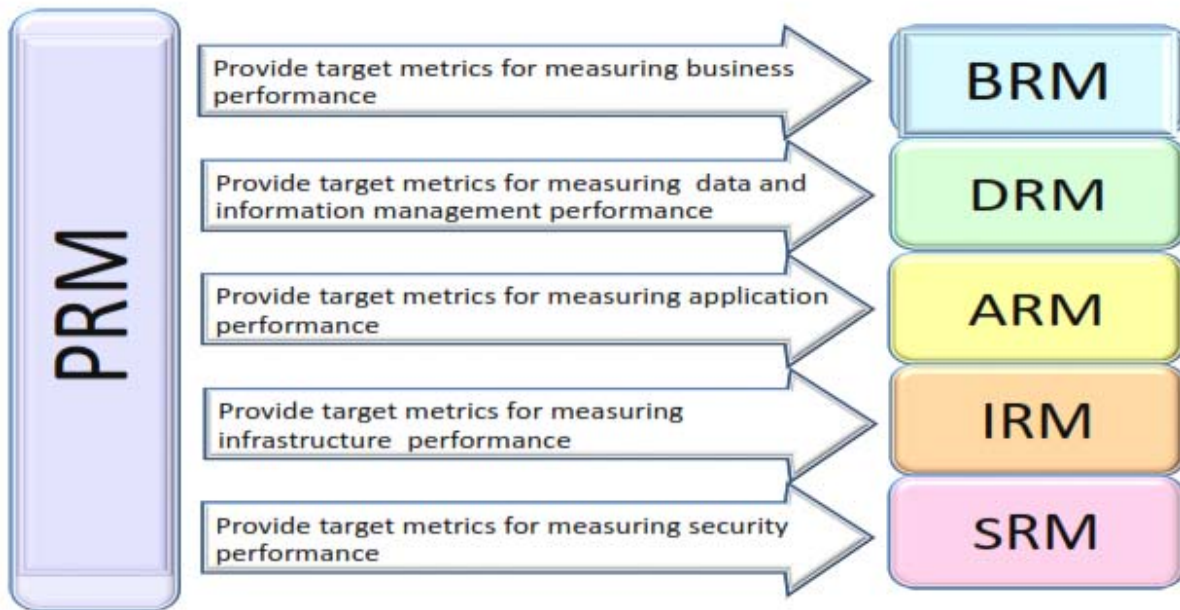 PRM
Provide target metrics for measuring business
performance
BRM
Provide target metrics for measuring data and
information management performance
DRM
Provide target metrics for measuring application
performance
ARM
Provide target metrics for measuring
infrastructure performance
IRM
Provide target metrics for measuring security
performance
SRM